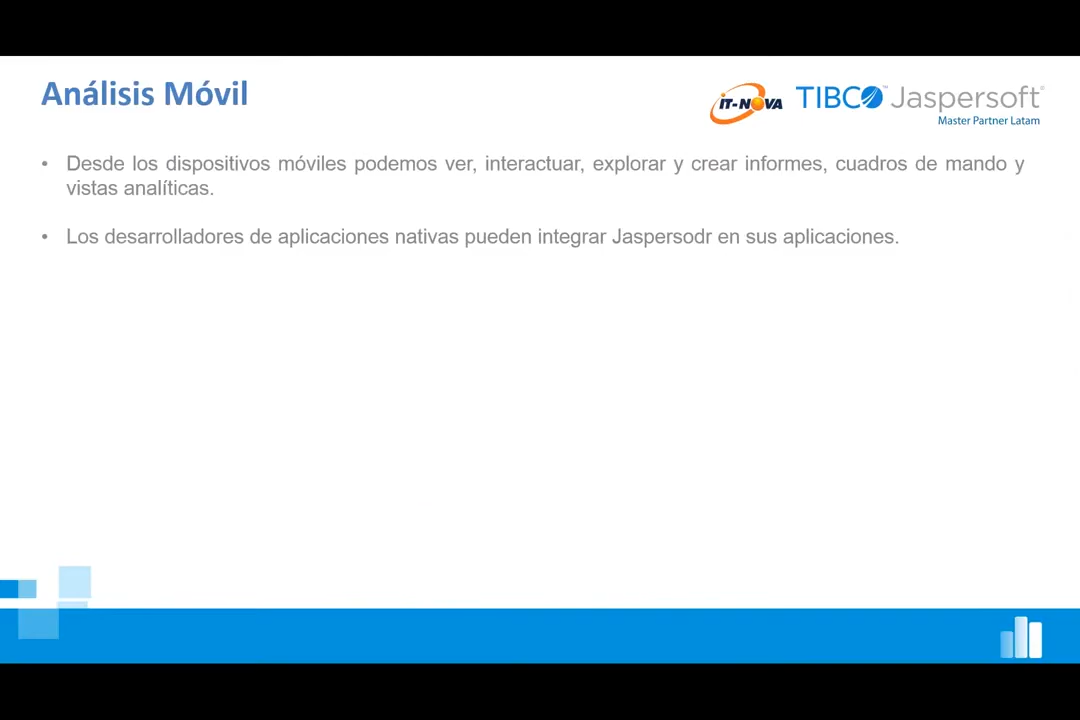 Análisis Móvil
IT-NOVA
TIBCO™ Jaspersoft®
Master Partner Latam
• Desde los dispositivos móviles podemos ver, interactuar, explorar y crear informes, cuadros de mando y
vistas analíticas.
• Los desarrolladores de aplicaciones nativas pueden integrar Jaspersodr en sus aplicaciones.